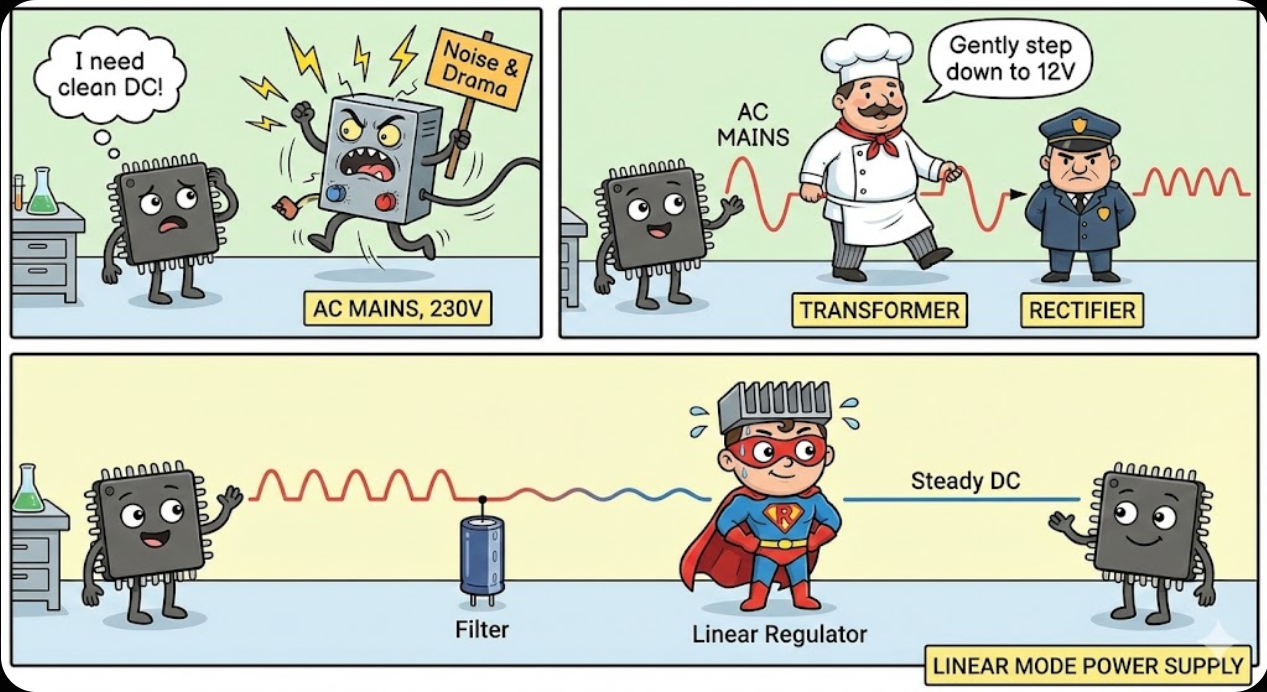 I need
clean DC!
Noise &
Drama
AC MAINS, 230V
Gently step
down to 12V
AC
MAINS
TRANSFORMER
RECTIFIER
R
Steady DC
Filter
Linear Regulator
LINEAR MODE POWER SUPPLY